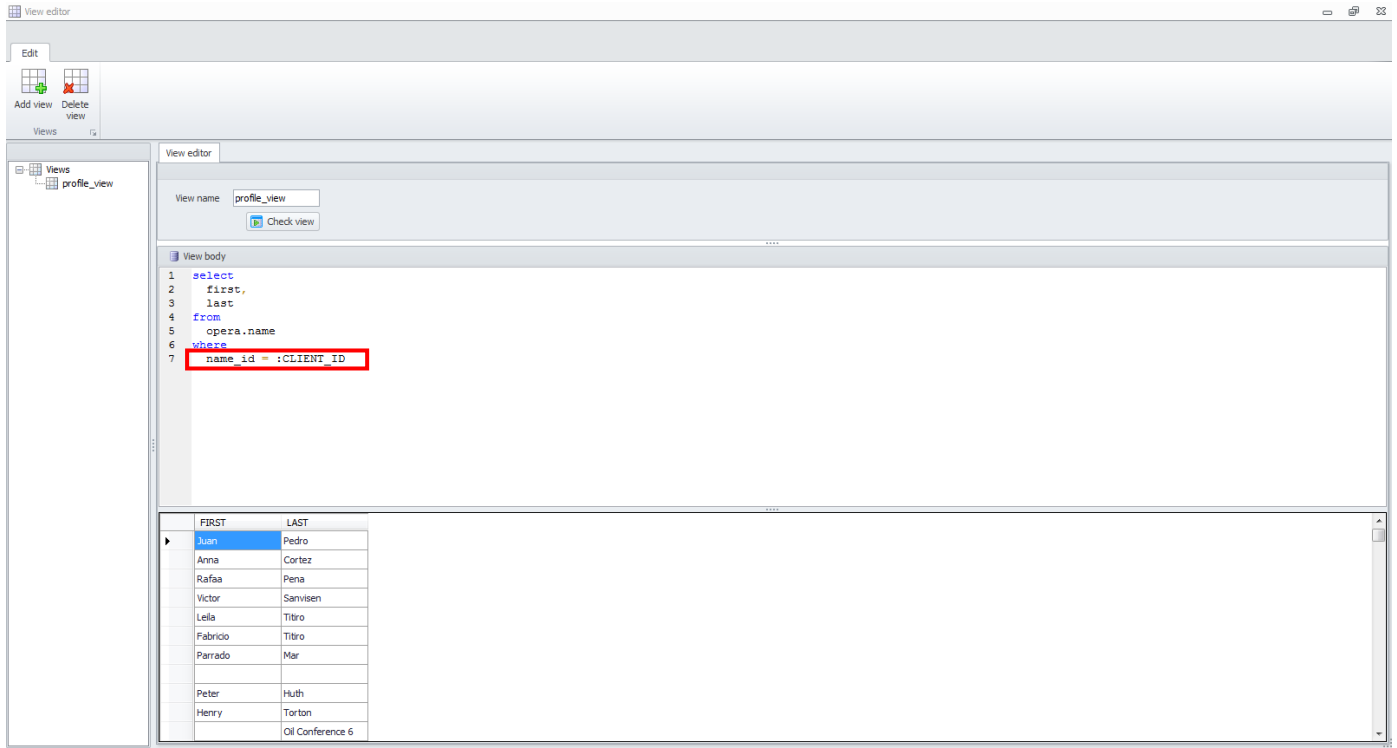 View editor
Edit
Add view
Delete view
Views
Views
profile_view
View editor
View name profile_view
Check view
View body
1 select
2 first,
3 last
4 from
5 opera.name
6 where
7 name_id = :CLIENT_ID
FIRST LAST
Juan Pedro
Anna Cortez
Rafaa Pena
Victor Sanvisen
Leila Titiro
Fabricio Titiro
Parrado Mar
Peter Huth
Henry Torton
Oil Conference 6